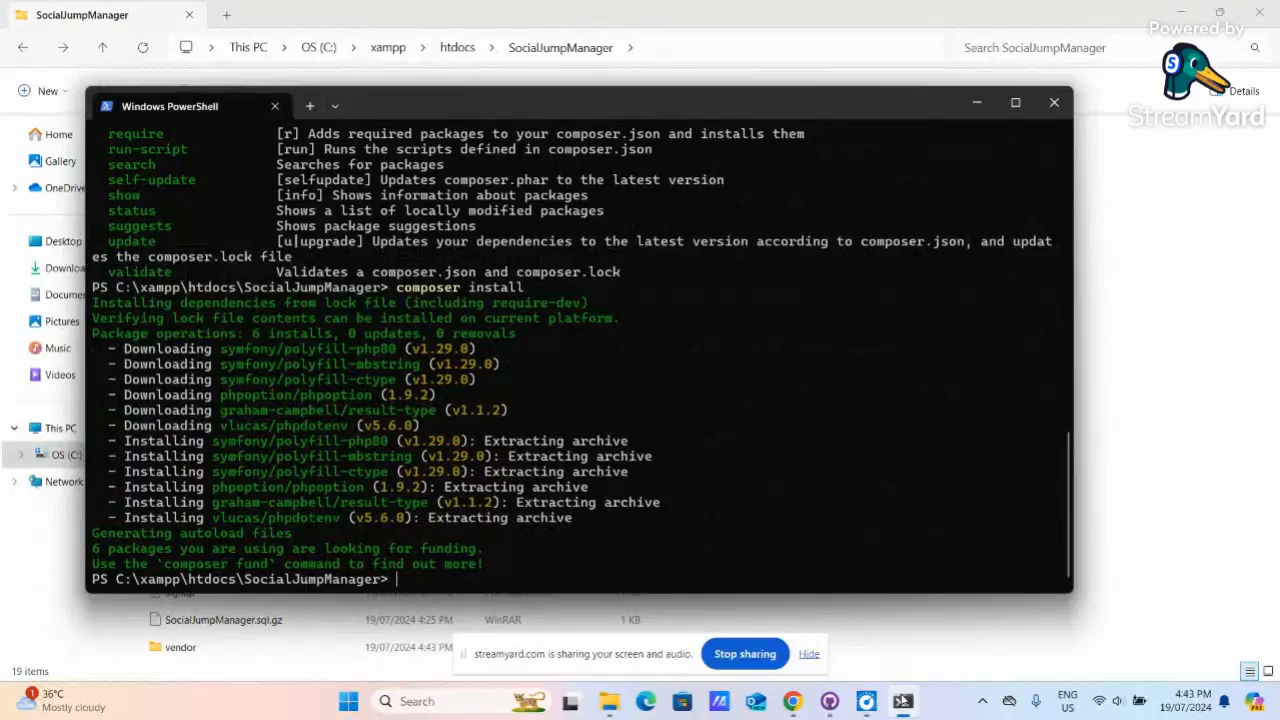 SocialJumpManager
Powered by
StreamYard
This PC > OS (C:) > xampp > htdocs > SocialJumpManager >
Search SocialJumpManager
New
Details
Home
Gallery
OneDrive
Desktop
Downloa
Documen
Pictures
Music
Videos
This PC
OS (C:)
Network
Windows PowerShell
require [r] Adds required packages to your composer.json and installs them
run-script [run] Runs the scripts defined in composer.json
search Searches for packages
self-update [selfupdate] Updates composer.phar to the latest version
show [info] Shows information about packages
status Shows a list of locally modified packages
suggests Shows package suggestions
update [u|upgrade] Updates your dependencies to the latest version according to composer.json, and updat
es the composer.lock file
validate Validates a composer.json and composer.lock
PS C:\xampp\htdocs\SocialJumpManager> composer install
Installing dependencies from lock file (including require-dev)
Verifying lock file contents can be installed on current platform.
Package operations: 6 installs, 0 updates, 0 removals
- Downloading symfony/polyfill-php80 (v1.29.0)
- Downloading symfony/polyfill-mbstring (v1.29.0)
- Downloading symfony/polyfill-ctype (v1.29.0)
- Downloading phpoption/phpoption (1.9.2)
- Downloading graham-campbell/result-type (v1.1.2)
- Downloading vlucas/phpdotenv (v5.6.0)
- Installing symfony/polyfill-php80 (v1.29.0): Extracting archive
- Installing symfony/polyfill-mbstring (v1.29.0): Extracting archive
- Installing symfony/polyfill-ctype (v1.29.0): Extracting archive
- Installing phpoption/phpoption (1.9.2): Extracting archive
- Installing graham-campbell/result-type (v1.1.2): Extracting archive
- Installing vlucas/phpdotenv (v5.6.0): Extracting archive
Generating autoload files
6 packages you are using are looking for funding.
Use the `composer fund` command to find out more!
PS C:\xampp\htdocs\SocialJumpManager>
SocialJumpManager.sql.gz 19/07/2024 4:25 PM WinRAR 1 KB
vendor 19/07/2024 4:43 PM
streamyard.com is sharing your screen and audio.
Stop sharing
Hide
19 items
1
36°C
Mostly cloudy
Search
ENG
US
4:43 PM
19/07/2024